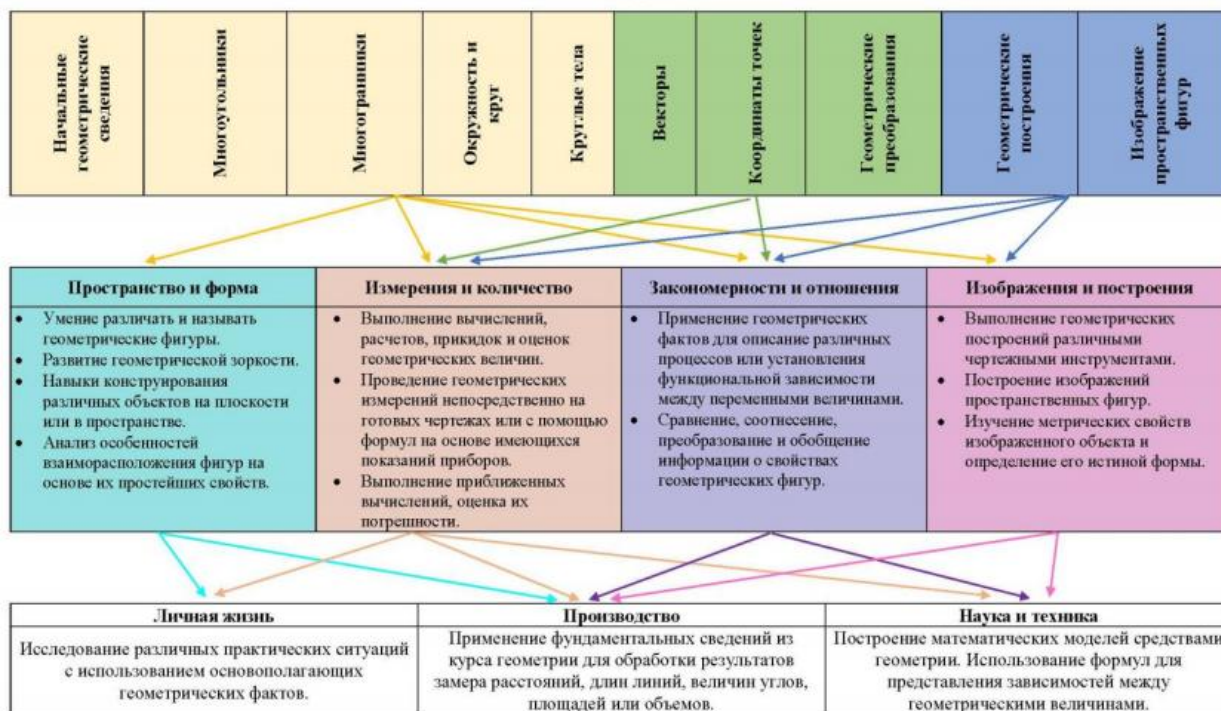 Начальные
геометрические
сведения
Многоугольники
Многогранники
Окружность и
круг
Круглые тела
Векторы
Координаты точек
Геометрические
преобразования
Геометрические
построения
Изображение
пространственных
фигур
Пространство и форма
• Умение различать и называть
геометрические фигуры.
• Развитие геометрической зоркости.
• Навыки конструирования
различных объектов на плоскости
или в пространстве.
• Анализ особенностей
взаиморасположения фигур на
основе их простейших свойств.
Измерения и количество
• Выполнение вычислений,
расчетов, прикидок и оценок
геометрических величин.
• Проведение геометрических
измерений непосредственно на
готовых чертежах или с помощью
формул на основе имеющихся
показаний приборов.
• Выполнение приближенных
вычислений, оценка их
погрешности.
Закономерности и отношения
• Применение геометрических
фактов для описание различных
процессов или установления
функциональной зависимости
между переменными величинами.
• Сравнение, соотнесение,
преобразование и обобщение
информации о свойствах
геометрических фигур.
Изображения и построения
• Выполнение геометрических
построений различными
чертежными инструментами.
• Построение изображений
пространственных фигур.
• Изучение метрических свойств
изображенного объекта и
определение его истиной формы.
Личная жизнь
Исследование различных практических ситуаций
с использованием основополагающих
геометрических фактов.
Производство
Применение фундаментальных сведений из
курса геометрии для обработки результатов
замера расстояний, длин линий, величин углов,
площадей или объемов.
Наука и техника
Построение математических моделей средствами
геометрии. Использование формул для
представления зависимостей между
геометрическими величинами.